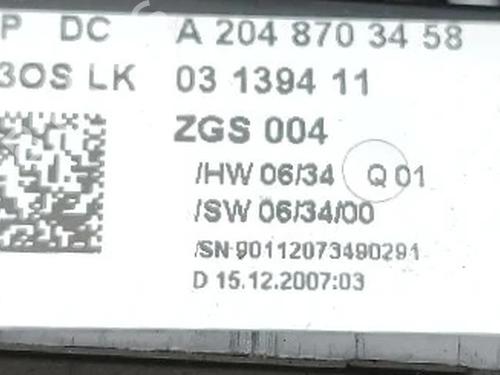 P DC A 204 870 34 58
3OS LK 03 1394 11
ZGS 004
/HW 06/34 Q 01
/SW 06/34/00
/SN 90112073490291
D 15.12.2007:03